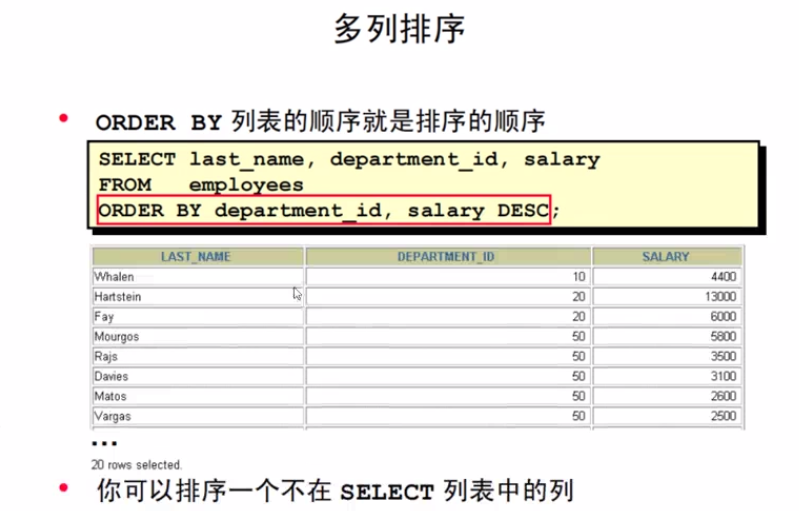 多列排序
• ORDER BY 列表的顺序就是排序的顺序
SELECT last_name, department_id, salary
FROM employees
ORDER BY department_id, salary DESC;
LAST_NAME DEPARTMENT_ID SALARY
Whalen 10 4400
Hartstein 20 13000
Fay 20 6000
Mourgos 50 5800
Rajs 50 3500
Davies 50 3100
Matos 50 2600
Vargas 50 2500
...
20 rows selected.
• 你可以排序一个不在 SELECT 列表中的列